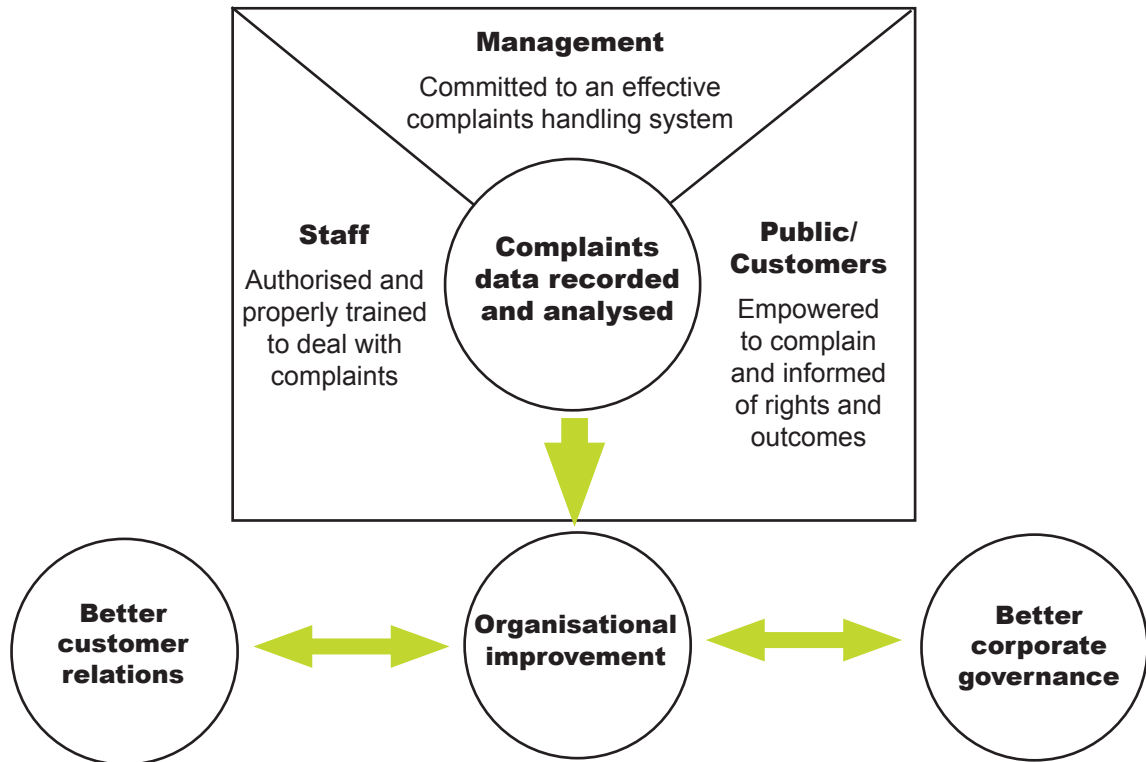 Management
Committed to an effective
complaints handling system
Staff
Authorised and
properly trained
to deal with
complaints
Complaints
data recorded
and analysed
Public/
Customers
Empowered
to complain
and informed
of rights and
outcomes
Better
customer
relations
Organisational
improvement
Better
corporate
governance